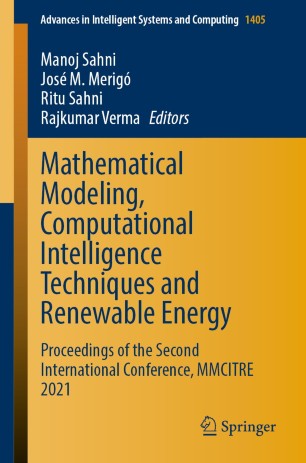 Advances in Intelligent Systems and Computing 1405
Manoj Sahni
José M. Merigó
Ritu Sahni
Rajkumar Verma Editors
Mathematical
Modeling,
Computational
Intelligence
Techniques and
Renewable Energy
Proceedings of the Second
International Conference, MMCITRE
2021
Springer